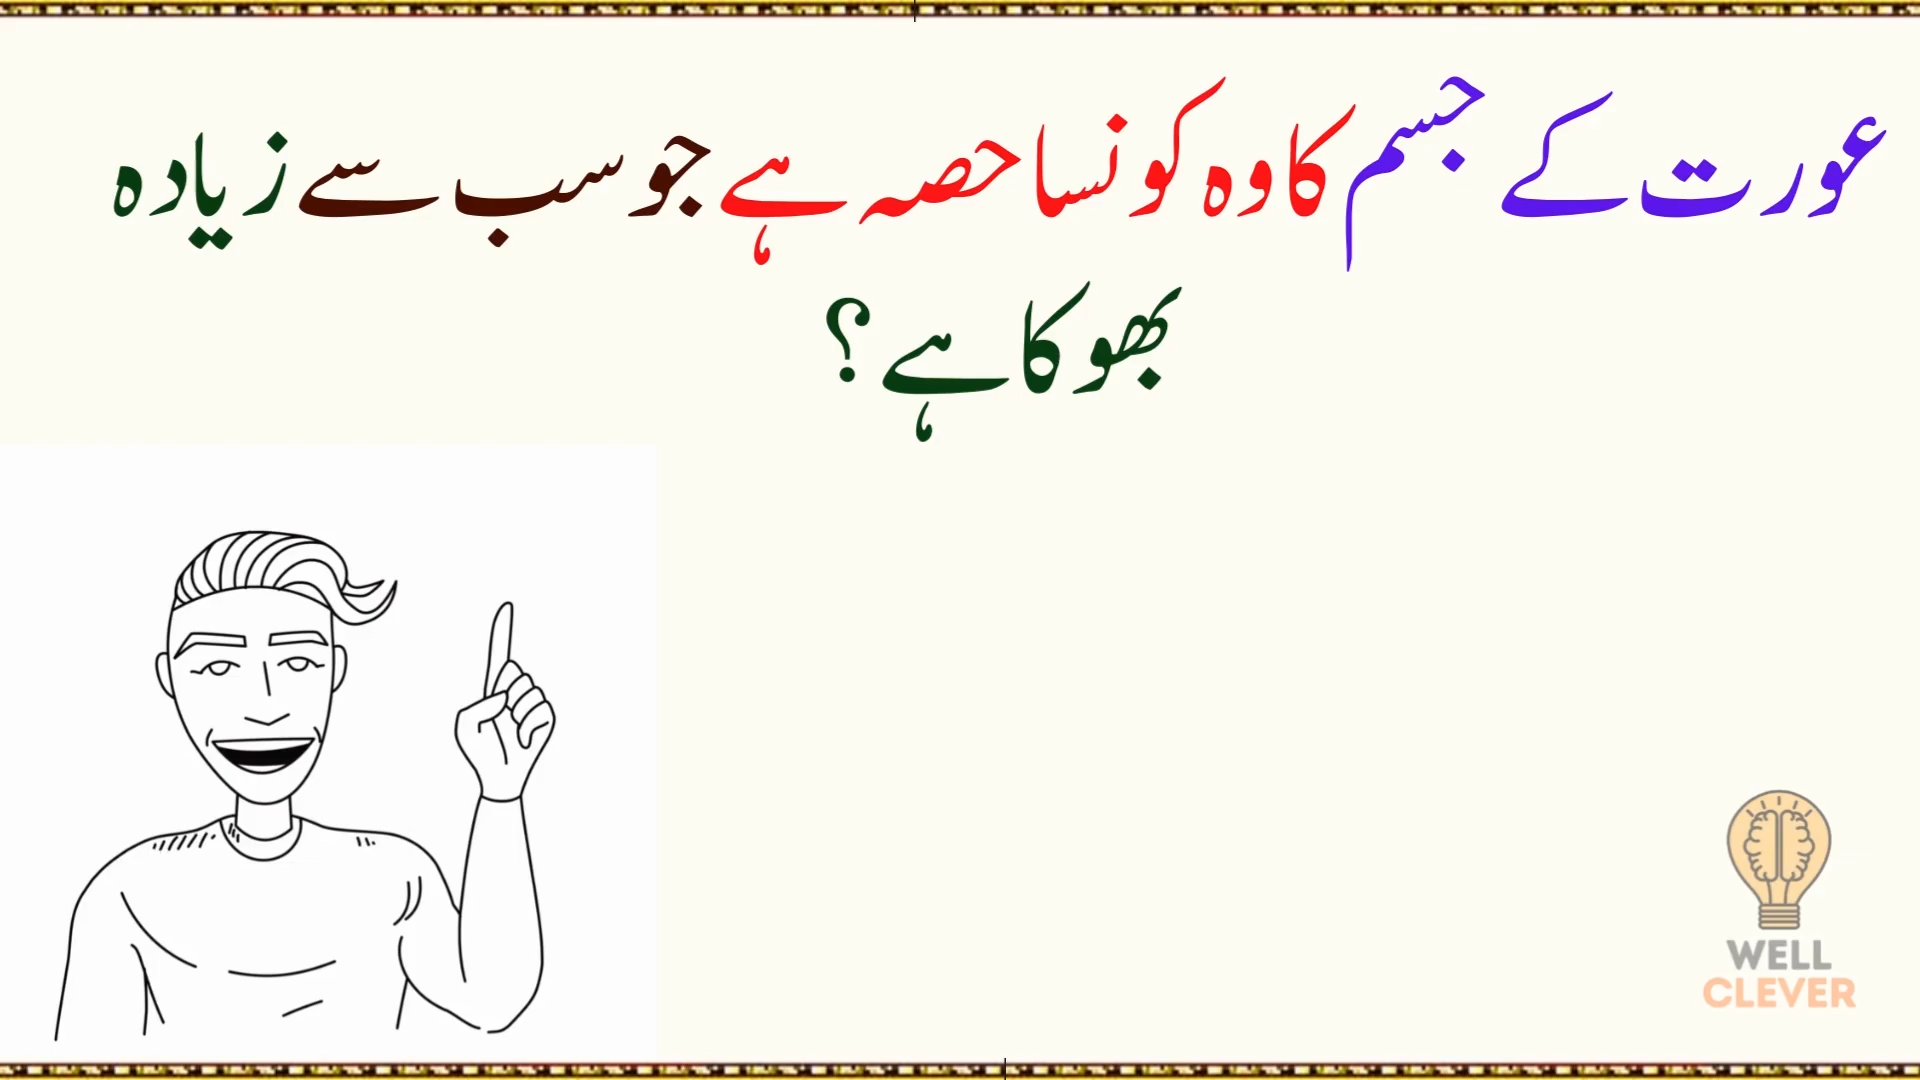 عورت کے جسم کا وہ کونسا حصہ ہے جو سب سے زیادہ
بھوکا ہے؟
WELL
CLEVER